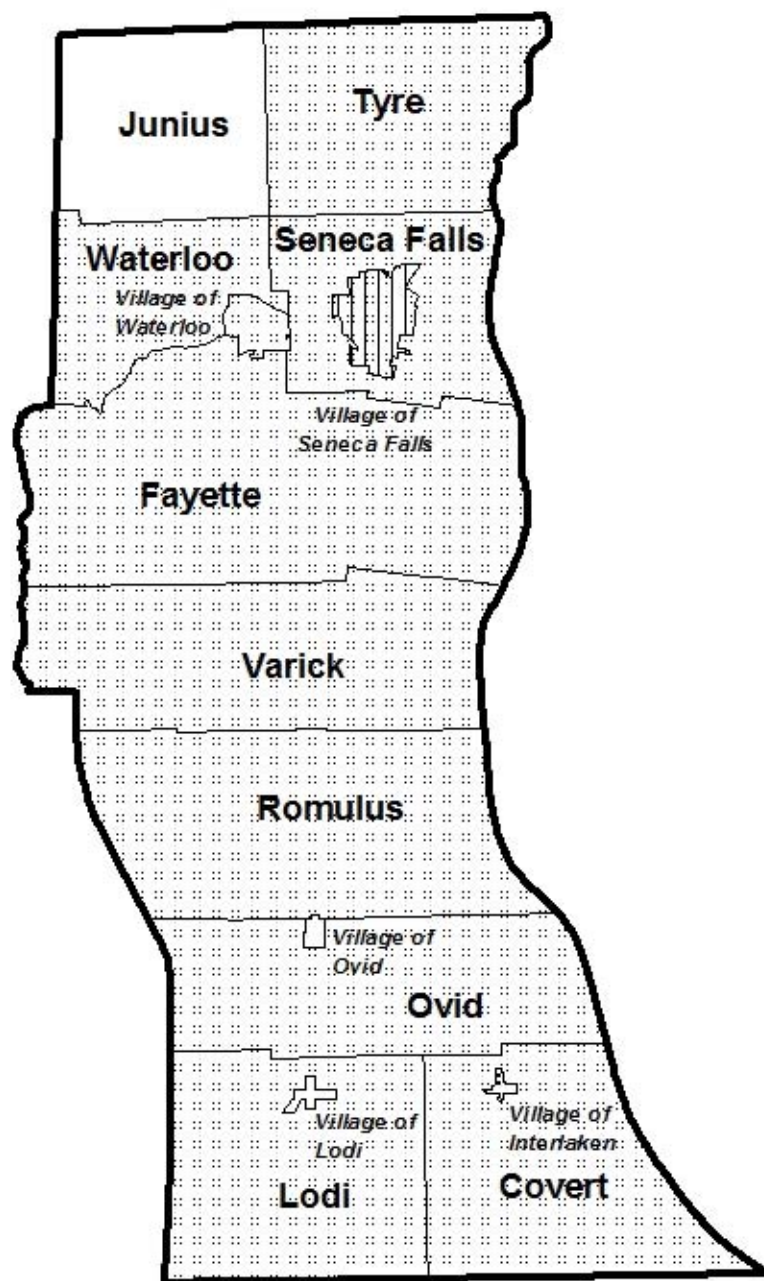 Tyre
Junius
Seneca Falls
Waterloo
Village of
Waterloo
Village of
Seneca Falls
Fayette
Varick
Romulus
Village of
Ovid
Ovid
Village of
Lodi
Village of
Interlaken
Lodi
Covert